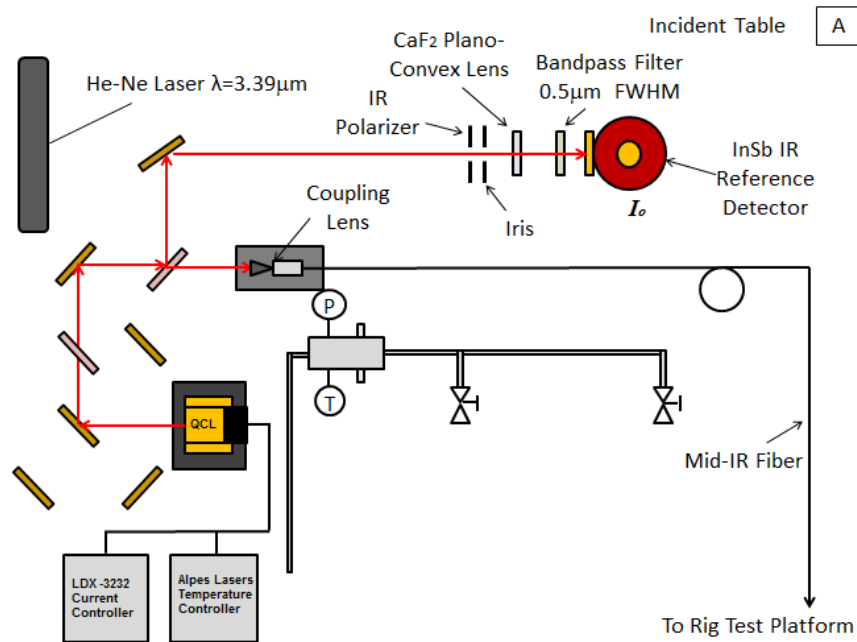 Incident Table
A
He-Ne Laser λ=3.39μm
IR
Polarizer
CaF₂ Plano-
Convex Lens
Bandpass Filter
0.5μm FWHM
InSb IR
Reference
Detector
Iₒ
Iris
Coupling
Lens
P
T
QCL
Mid-IR Fiber
LDX -3232
Current
Controller
Alpes Lasers
Temperature
Controller
To Rig Test Platform